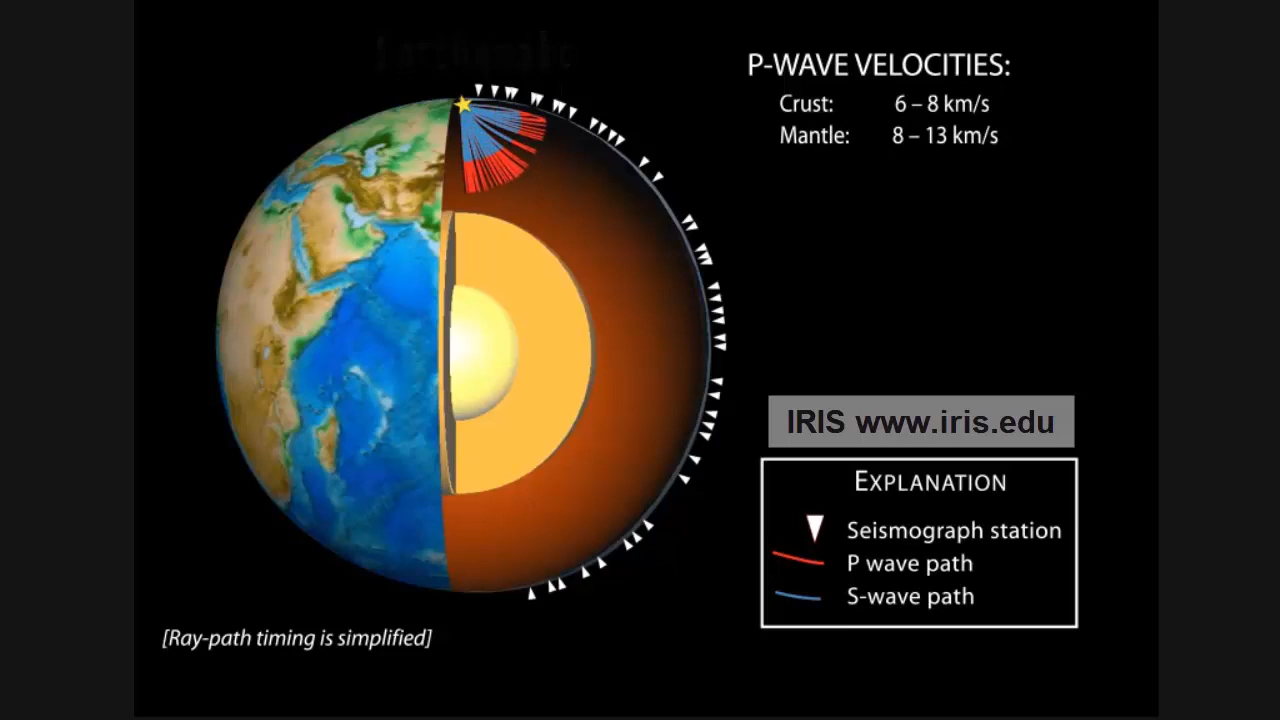 P-WAVE VELOCITIES:
Crust: 6 – 8 km/s
Mantle: 8 – 13 km/s
IRIS www.iris.edu
EXPLANATION
Seismograph station
P wave path
S-wave path
[Ray-path timing is simplified]